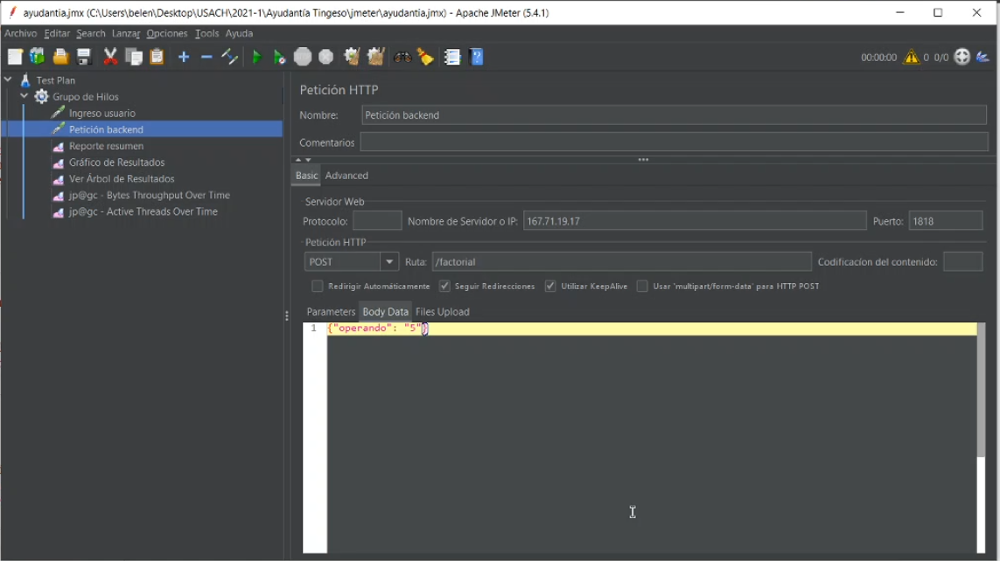 ayudantia.jmx (C:\Users\belen\Desktop\USACH\2021-1\Ayudantía Tingeso\jmeter\ayudantia.jmx) - Apache JMeter (5.4.1)
Archivo Editar Search Lanzar Opciones Tools Ayuda
00:00:00 0 0/0
Test Plan
Grupo de Hilos
Ingreso usuario
Petición backend
Reporte resumen
Gráfico de Resultados
Ver Árbol de Resultados
jp@gc - Bytes Throughput Over Time
jp@gc - Active Threads Over Time
Petición HTTP
Nombre: Petición backend
Comentarios
Basic Advanced
Servidor Web
Protocolo: Nombre de Servidor o IP: 167.71.19.17 Puerto: 1818
Petición HTTP
POST Ruta: /factorial Codificacíon del contenido:
Redirigir Automáticamente Seguir Redirecciones Utilizar KeepAlive Usar 'multipart/form-data' para HTTP POST
Parameters Body Data Files Upload
1 {"operando": "5"}